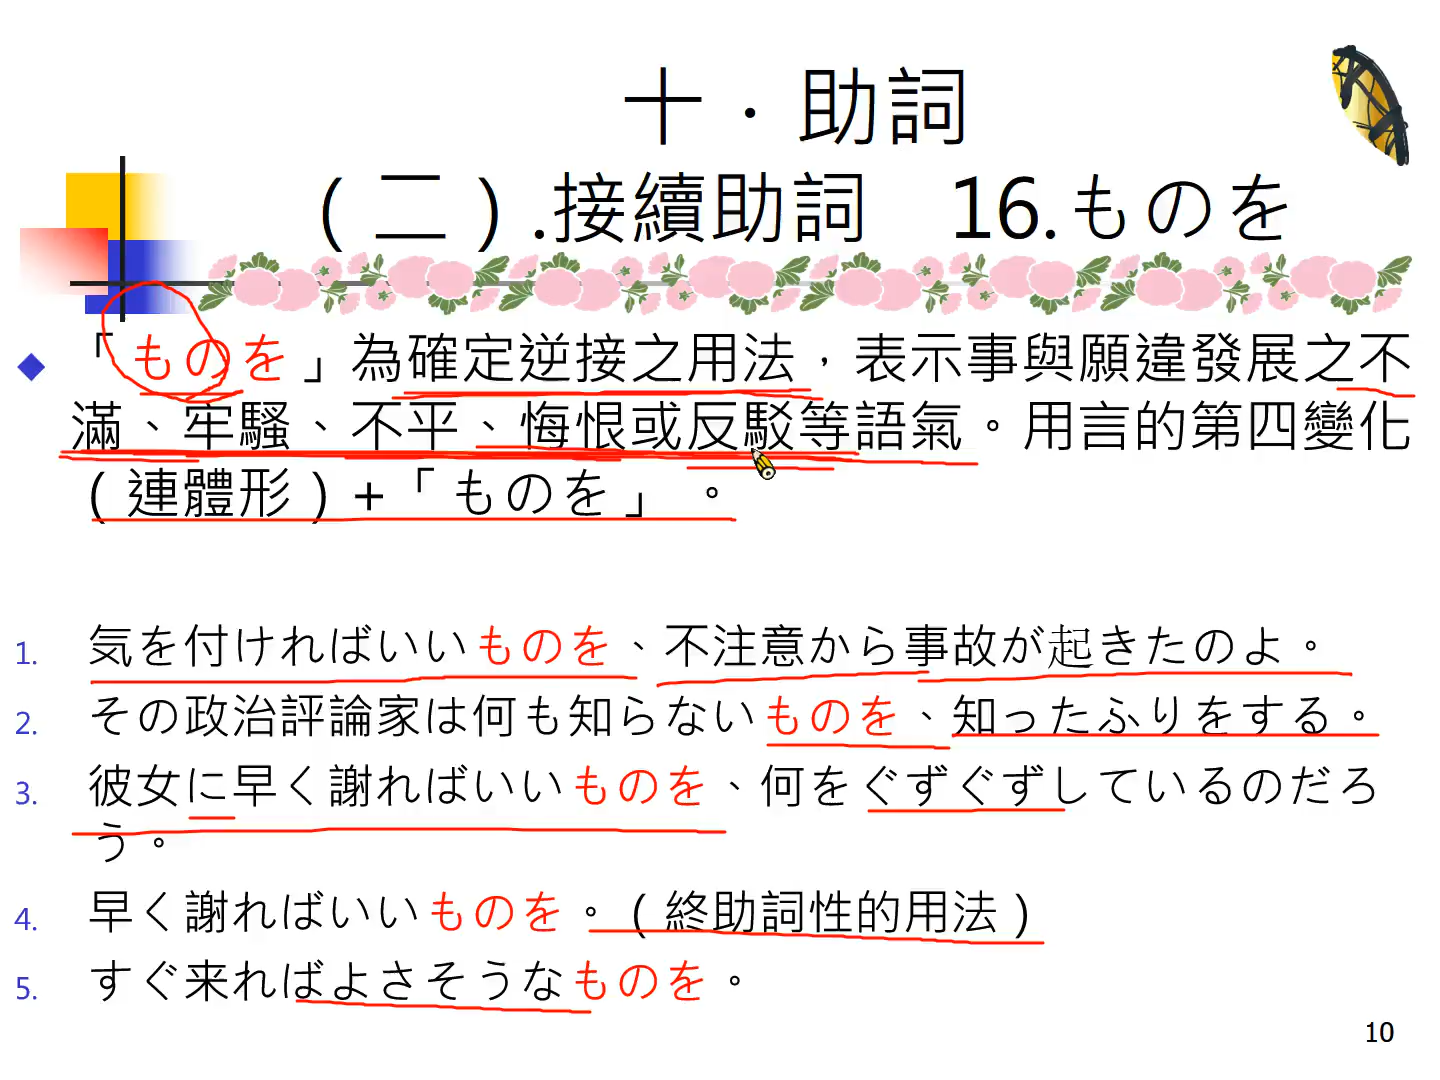 十．助詞
（二）.接續助詞　16.ものを
「ものを」為確定逆接之用法，表示事與願違發展之不
滿、牢騷、不平、悔恨或反駁等語氣。用言的第四變化
（連體形）+「ものを」。
1. 気を付ければいいものを、不注意から事故が起きたのよ。
2. その政治評論家は何も知らないものを、知ったふりをする。
3. 彼女に早く謝ればいいものを、何をぐずぐずしているのだろ
う。
4. 早く謝ればいいものを。（終助詞性的用法）
5. すぐ来ればよさそうなものを。
10